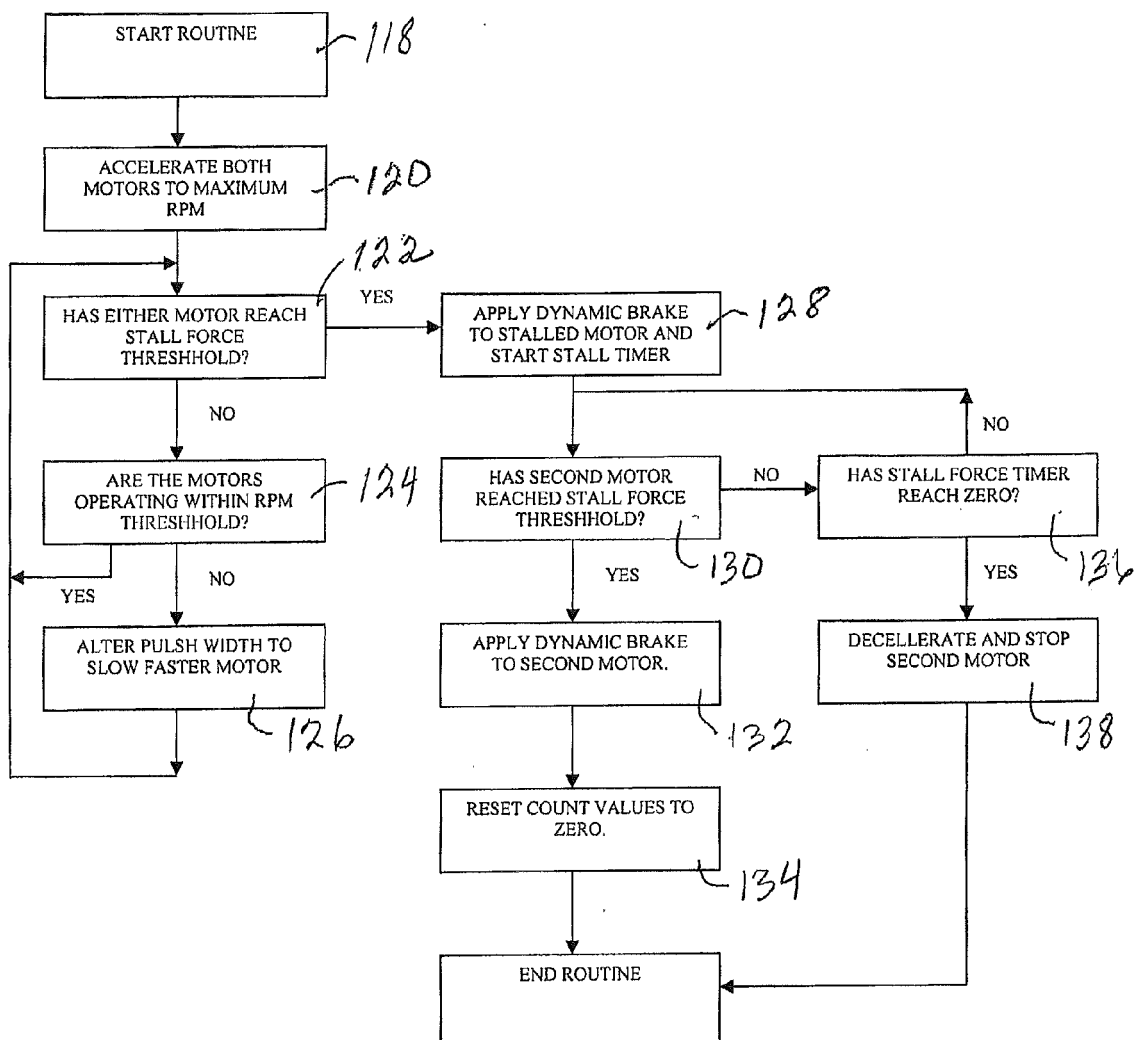 START ROUTINE
118
ACCELERATE BOTH
MOTORS TO MAXIMUM
RPM
120
HAS EITHER MOTOR REACH
STALL FORCE
THRESHHOLD?
122
YES
NO
ARE THE MOTORS
OPERATING WITHIN RPM
THRESHHOLD?
124
YES
NO
ALTER PULSH WIDTH TO
SLOW FASTER MOTOR
126
APPLY DYNAMIC BRAKE
TO STALLED MOTOR AND
START STALL TIMER
128
HAS SECOND MOTOR
REACHED STALL FORCE
THRESHHOLD?
130
NO
YES
HAS STALL FORCE TIMER
REACH ZERO?
136
NO
YES
APPLY DYNAMIC BRAKE
TO SECOND MOTOR.
132
DECELLERATE AND STOP
SECOND MOTOR
138
RESET COUNT VALUES TO
ZERO.
134
END ROUTINE